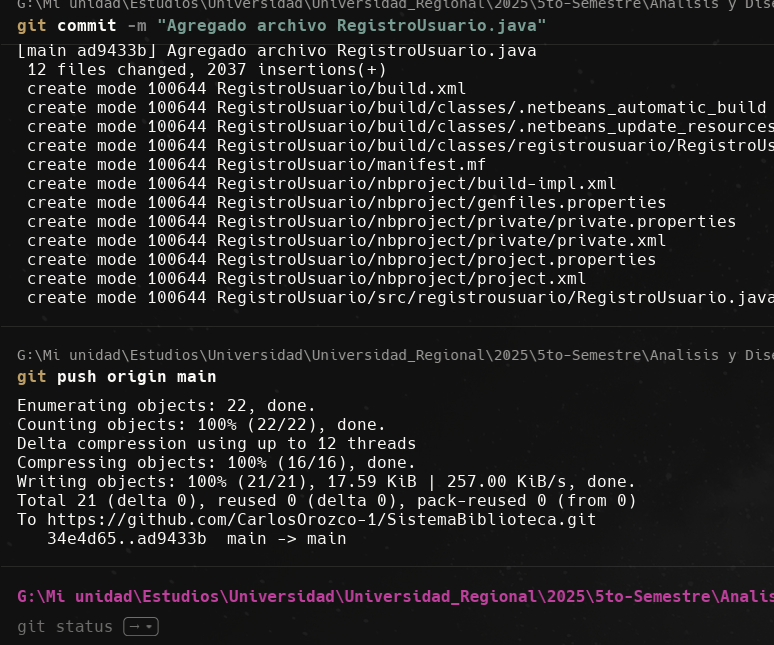 G:\Mi unidad\Estudios\Universidad\Universidad_Regional\2025\5to-Semestre\Analisis y Dise
git commit -m "Agregado archivo RegistroUsuario.java"
[main ad9433b] Agregado archivo RegistroUsuario.java
12 files changed, 2037 insertions(+)
create mode 100644 RegistroUsuario/build.xml
create mode 100644 RegistroUsuario/build/classes/.netbeans_automatic_build
create mode 100644 RegistroUsuario/build/classes/.netbeans_update_resources
create mode 100644 RegistroUsuario/build/classes/registrousuario/RegistroUs
create mode 100644 RegistroUsuario/manifest.mf
create mode 100644 RegistroUsuario/nbproject/build-impl.xml
create mode 100644 RegistroUsuario/nbproject/genfiles.properties
create mode 100644 RegistroUsuario/nbproject/private/private.properties
create mode 100644 RegistroUsuario/nbproject/private/private.xml
create mode 100644 RegistroUsuario/nbproject/project.properties
create mode 100644 RegistroUsuario/nbproject/project.xml
create mode 100644 RegistroUsuario/src/registrousuario/RegistroUsuario.java
G:\Mi unidad\Estudios\Universidad\Universidad_Regional\2025\5to-Semestre\Analisis y Dise
git push origin main
Enumerating objects: 22, done.
Counting objects: 100% (22/22), done.
Delta compression using up to 12 threads
Compressing objects: 100% (16/16), done.
Writing objects: 100% (21/21), 17.59 KiB | 257.00 KiB/s, done.
Total 21 (delta 0), reused 0 (delta 0), pack-reused 0 (from 0)
To https://github.com/CarlosOrozco-1/SistemaBiblioteca.git
34e4d65..ad9433b  main -> main
G:\Mi unidad\Estudios\Universidad\Universidad_Regional\2025\5to-Semestre\Analis
git status →